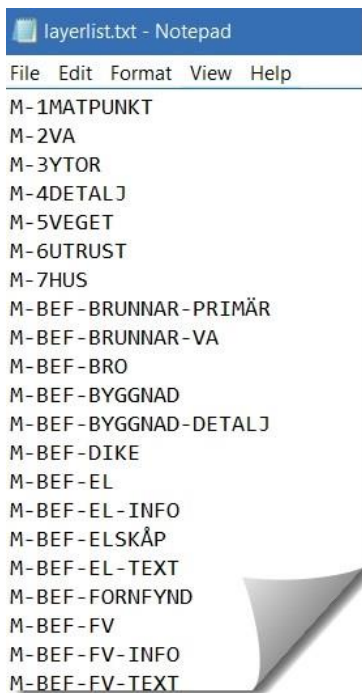 layerlist.txt - Notepad
File Edit Format View Help
M-1MATPUNKT
M-2VA
M-3YTOR
M-4DETALJ
M-5VEGET
M-6UTRUST
M-7HUS
M-BEF-BRUNNAR-PRIMÄR
M-BEF-BRUNNAR-VA
M-BEF-BRO
M-BEF-BYGGNAD
M-BEF-BYGGNAD-DETALJ
M-BEF-DIKE
M-BEF-EL
M-BEF-EL-INFO
M-BEF-ELSKÅP
M-BEF-EL-TEXT
M-BEF-FORNFYND
M-BEF-FV
M-BEF-FV-INFO
M-BEF-FV-TEXT